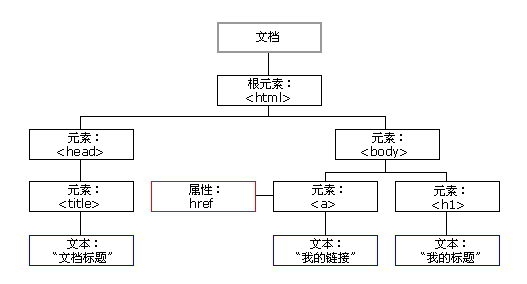 文档
根元素：
<html>
元素：
<head>
元素：
<body>
元素：
<title>
属性：
href
元素：
<a>
元素：
<h1>
文本：
“文档标题”
文本：
“我的链接”
文本：
“我的标题”